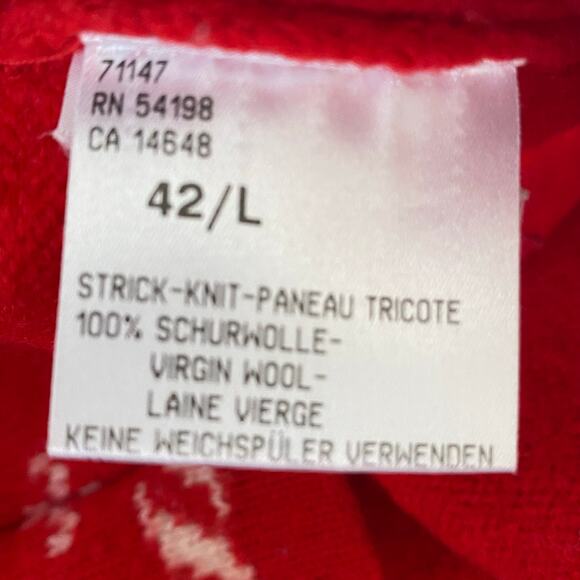 71147
RN 54198
CA 14648
42/L
STRICK-KNIT-PANEAU TRICOTE
100% SCHURWOLLE-
VIRGIN WOOL-
LAINE VIERGE
KEINE WEICHSPÜLER VERWENDEN